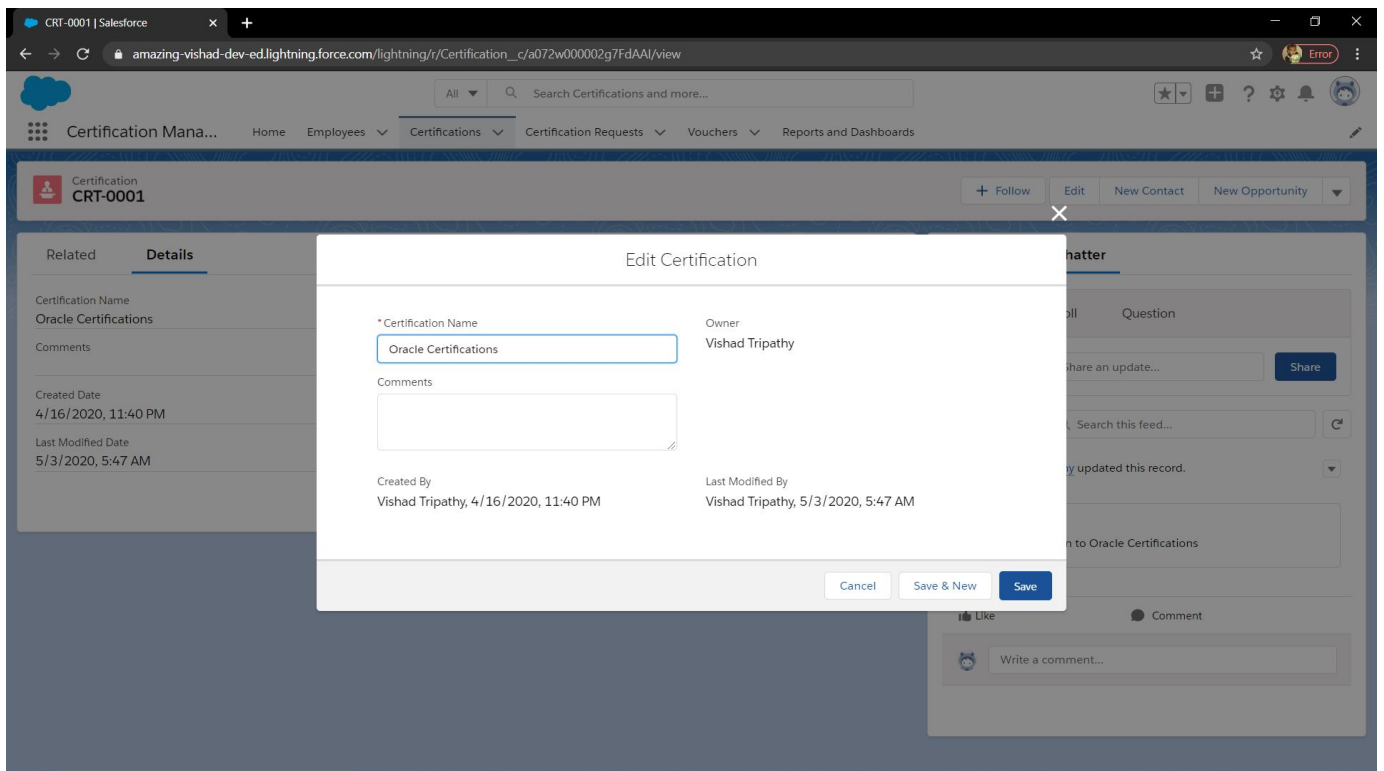 CRT-0001 | Salesforce
amazing-vishad-dev-ed.lightning.force.com/lightning/r/Certification__c/a072w000002g7FdAAI/view
Error
All
Search Certifications and more...
Certification Mana...
Home
Employees
Certifications
Certification Requests
Vouchers
Reports and Dashboards
Certification
CRT-0001
Follow
Edit
New Contact
New Opportunity
Related
Details
hatter
Edit Certification
Certification Name
Oracle Certifications
Comments
Created Date
4/16/2020, 11:40 PM
Last Modified Date
5/3/2020, 5:47 AM
* Certification Name
Oracle Certifications
Owner
Vishad Tripathy
Comments
Created By
Vishad Tripathy, 4/16/2020, 11:40 PM
Last Modified By
Vishad Tripathy, 5/3/2020, 5:47 AM
Cancel
Save & New
Save
oll
Question
Share an update...
Share
Search this feed...
updated this record.
to Oracle Certifications
Like
Comment
Write a comment...